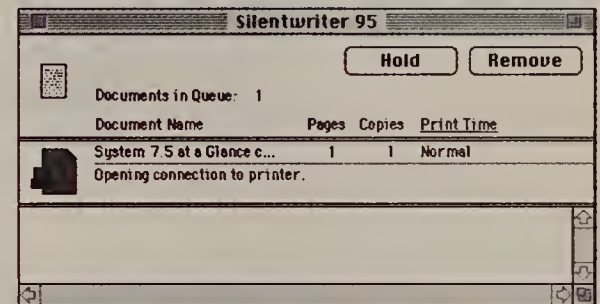 Silentwriter 95
Hold Remove
Documents in Queue: 1
Document Name Pages Copies Print Time
System 7.5 at a Glance c... 1 1 Normal
Opening connection to printer.